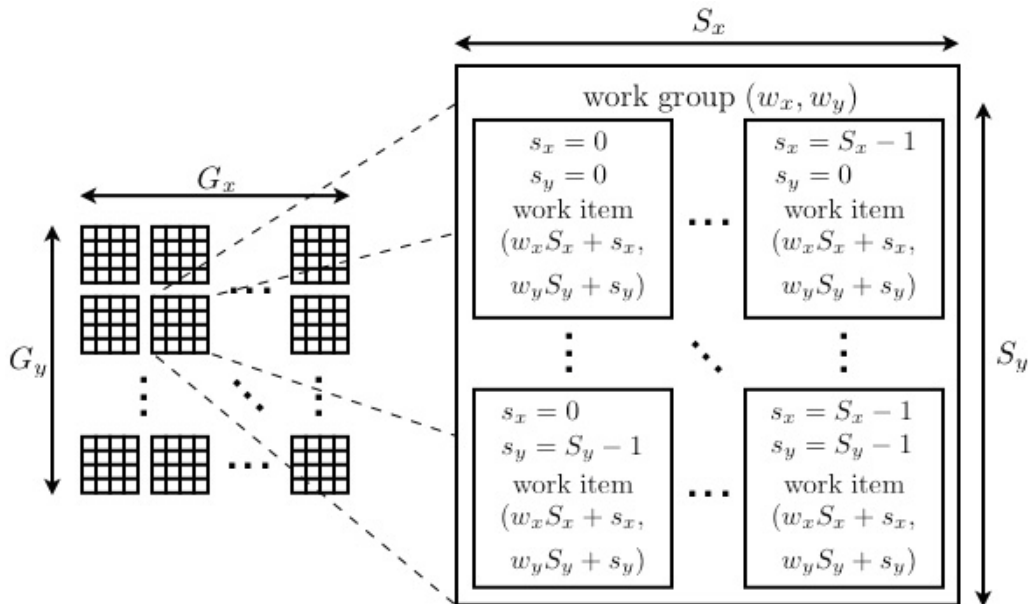 S_x
work group (w_x, w_y)
s_x = 0
s_y = 0
work item
(w_xS_x + s_x,
w_yS_y + s_y)
s_x = S_x − 1
s_y = 0
work item
(w_xS_x + s_x,
w_yS_y + s_y)
G_x
G_y
S_y
s_x = 0
s_y = S_y − 1
work item
(w_xS_x + s_x,
w_yS_y + s_y)
s_x = S_x − 1
s_y = S_y − 1
work item
(w_xS_x + s_x,
w_yS_y + s_y)